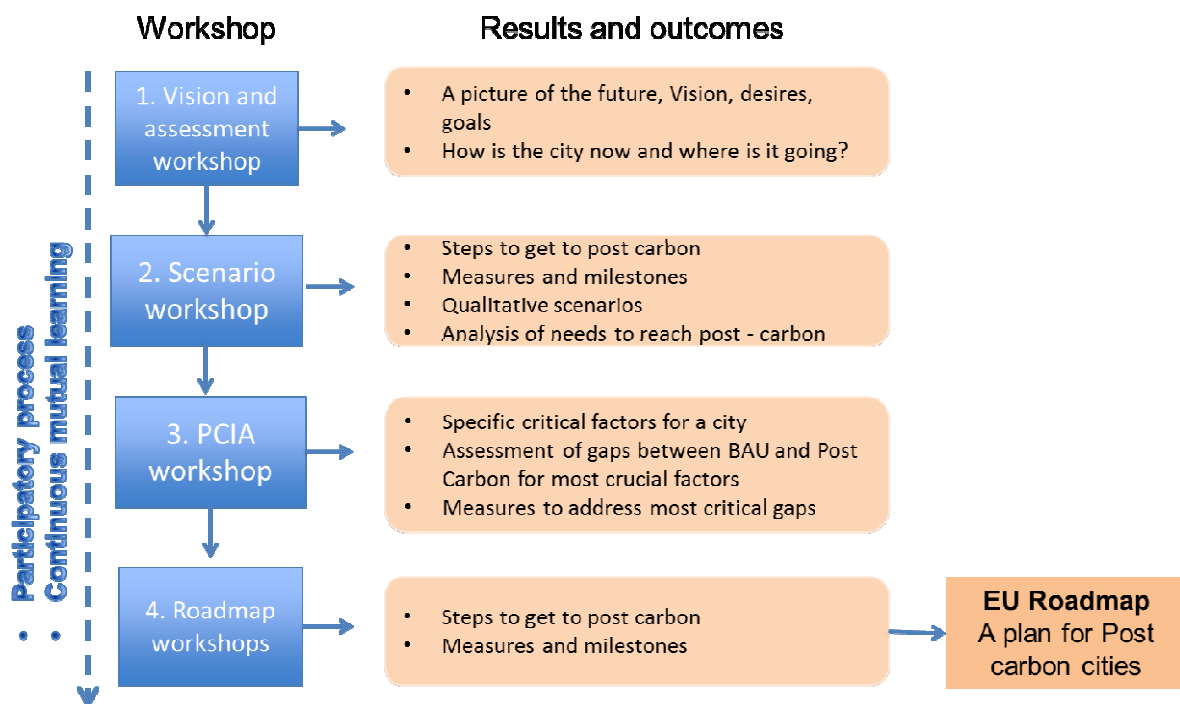 Workshop
Results and outcomes
1. Vision and
assessment
workshop
• A picture of the future, Vision, desires,
goals
• How is the city now and where is it going?
2. Scenario
workshop
• Steps to get to post carbon
• Measures and milestones
• Qualitative scenarios
• Analysis of needs to reach post - carbon
3. PCIA
workshop
• Specific critical factors for a city
• Assessment of gaps between BAU and Post
Carbon for most crucial factors
• Measures to address most critical gaps
4. Roadmap
workshops
• Steps to get to post carbon
• Measures and milestones
EU Roadmap
A plan for Post
carbon cities
• Participatory process
• Continuous mutual learning